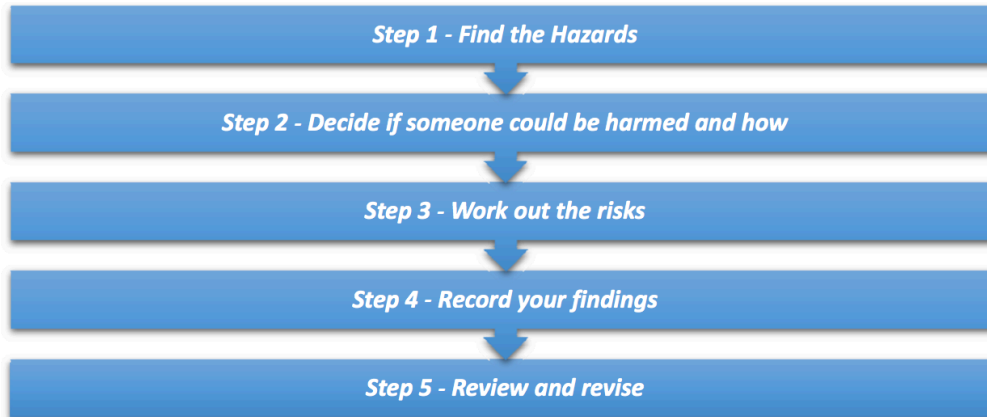 Step 1 - Find the Hazards
Step 2 - Decide if someone could be harmed and how
Step 3 - Work out the risks
Step 4 - Record your findings
Step 5 - Review and revise